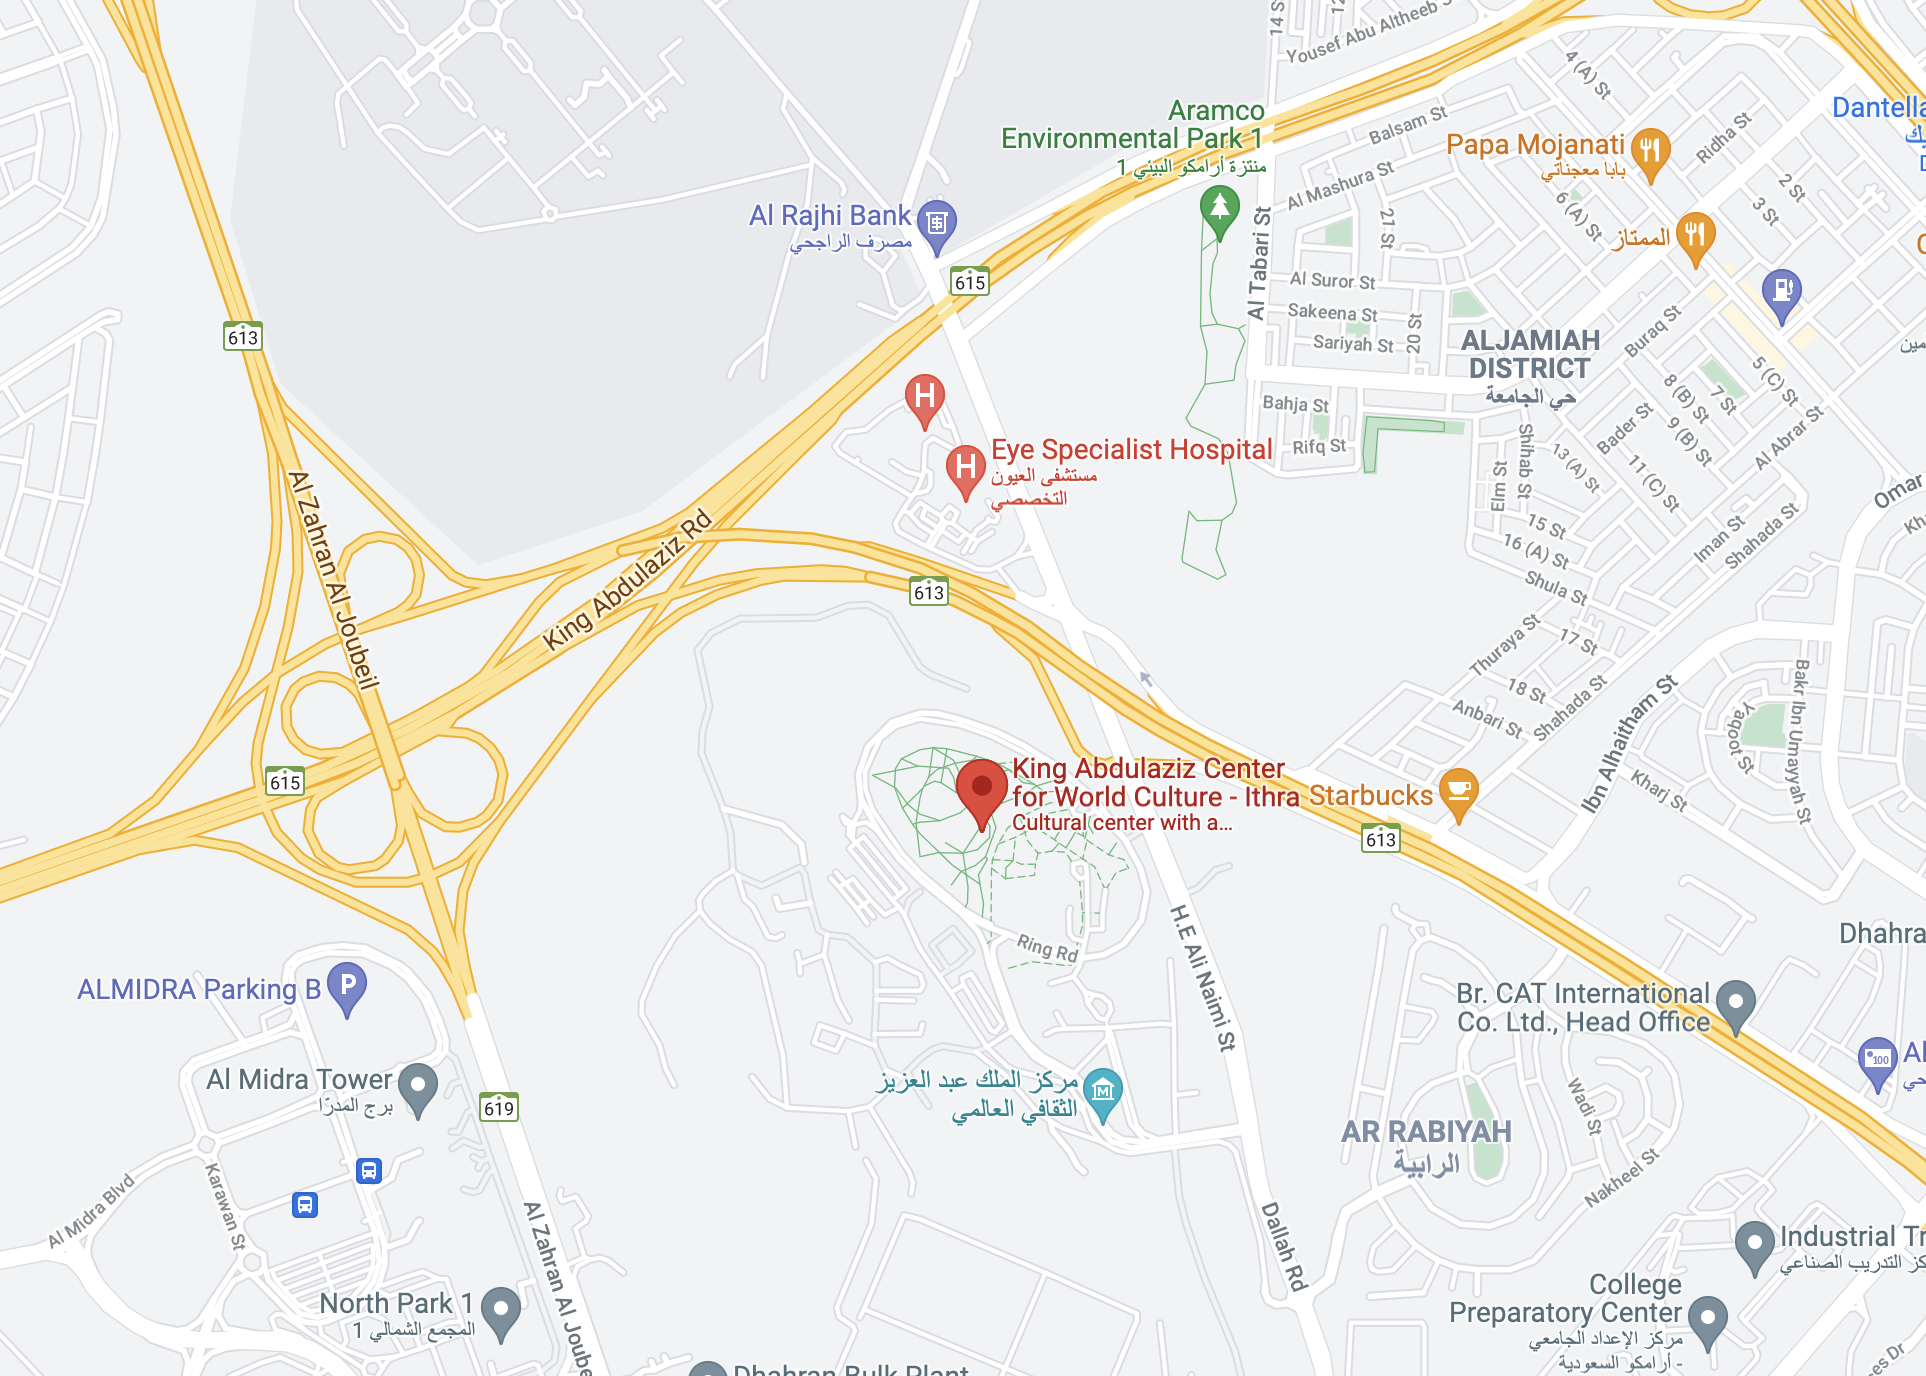 14 S
12
Yousef Abu Altheeb S
4 (A) St
Aramco
Environmental Park 1
منتزة أرامكو البيئي 1
Balsam St
Papa Mojanati
بابا معجناتي
Ridha St
Dantella
يك
D
Al Mashura St
2 St
3 St
6 (A) St
21 St
الممتاز
Al Rajhi Bank
مصرف الراجحي
615
Al Tabari St
Al Suror St
Sakeena St
Sariyah St
20 St
613
ALJAMIAH
DISTRICT
حي الجامعة
Buraq St
مين
5 (C) St
7 St
8 (B) St
9 (B) St
Bahja St
Rifq St
Bader St
Al Abrar St
11 (C) St
13 (A) St
Shihab St
Elm St
H
H
Eye Specialist Hospital
مستشفى العيون
التخصصي
Omar
Kh
15 St
16 (A) St
Iman St
Shahada St
Shula St
Al Zahran Al Joubeil
King Abdulaziz Rd
613
Thuraya St
17 St
18 St
Anbari St
Shahada St
Ibn Alhaitham St
Yaqoot St
Bakr Ibn Umayyah St
Kharj St
615
King Abdulaziz Center
for World Culture - Ithra
Cultural center with a...
Starbucks
613
H.E Ali Naimi St
Ring Rd
Dhahra
ALMIDRA Parking B
P
Br. CAT International
Co. Ltd., Head Office
Al Midra Tower
برج المدرّا
619
مركز الملك عبد العزيز
الثقافي العالمي
M
100
Al
حي
AR RABIYAH
الرابية
Wadi St
Nakheel St
Karawan St
Al Midra Blvd
Al Zahran Al Joube
Dallah Rd
Industrial Tr
كز التدريب الصناعي
North Park 1
المجمع الشمالي 1
College
Preparatory Center
مركز الإعداد الجامعي
- أرامكو السعودية
es Dr
Dhahran Bulk Plant